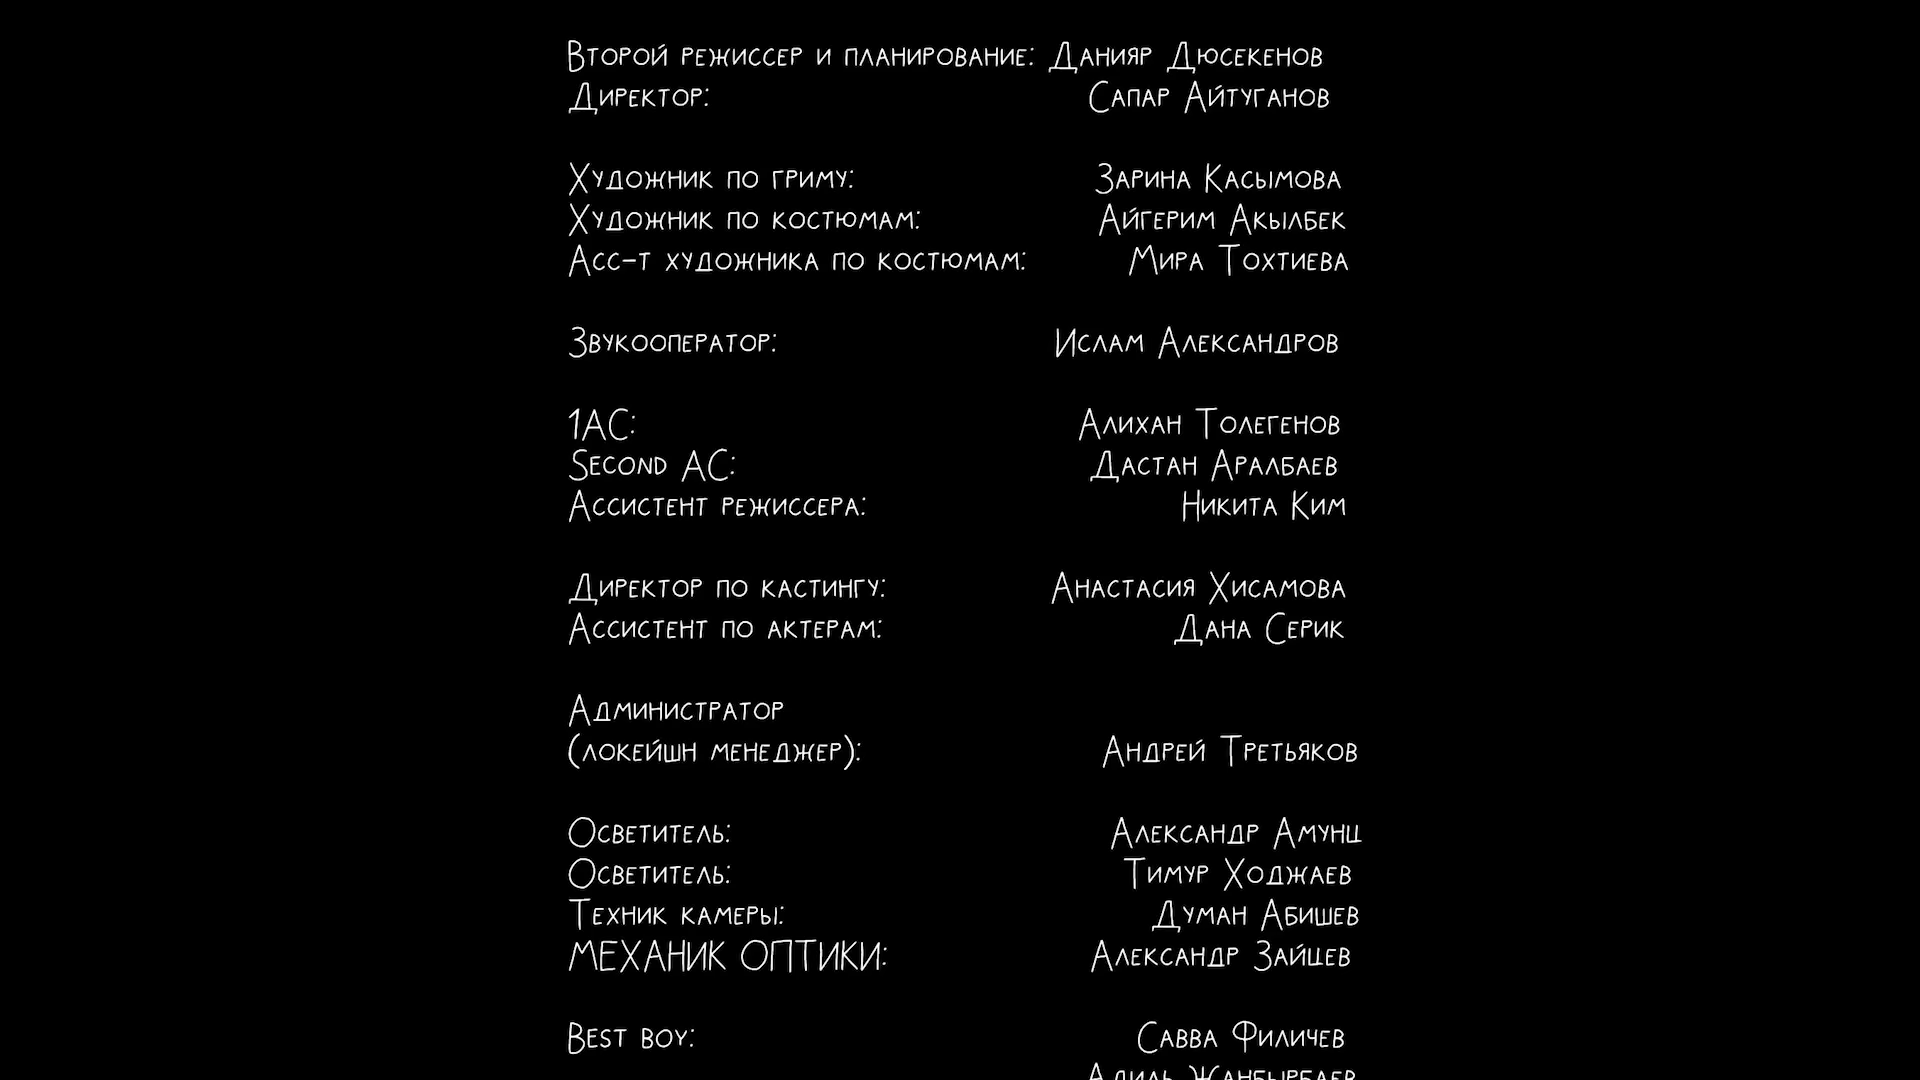 Второй режиссер и планирование: Данияр Дюсекенов
Директор: Сапар Айтуганов
Художник по гриму: Зарина Касымова
Художник по костюмам: Айгерим Акылбек
Асс-т художника по костюмам: Мира Тохтиева
Звукооператор: Ислам Александров
1AC: Алихан Толегенов
Second AC: Дастан Аралбаев
Ассистент режиссера: Никита Ким
Директор по кастингу: Анастасия Хисамова
Ассистент по актерам: Дана Серик
Администратор
(локейшн менеджер): Андрей Третьяков
Осветитель: Александр Амунц
Осветитель: Тимур Ходжаев
Техник камеры: Думан Абишев
МЕХАНИК ОПТИКИ: Александр Зайцев
Best boy: Савва Филичев
Адиль Жанбырбаев